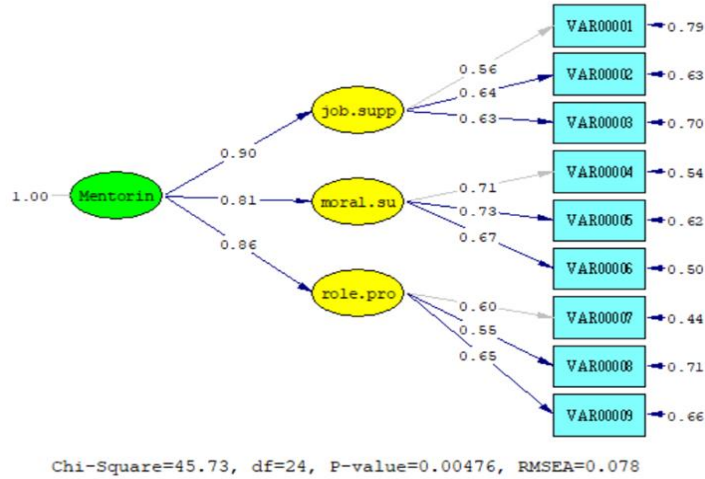 VAR00001 0.79
0.56
VAR00002 0.63
0.64
job.supp
0.63
VAR00003 0.70
0.90
VAR00004 0.54
0.71
1.00 Mentorin
0.81
moral.su
0.73
VAR00005 0.62
0.67
0.86
VAR00006 0.50
role.pro
0.60
VAR00007 0.44
0.55
0.65
VAR00008 0.71
VAR00009 0.66
Chi-Square=45.73, df=24, P-value=0.00476, RMSEA=0.078